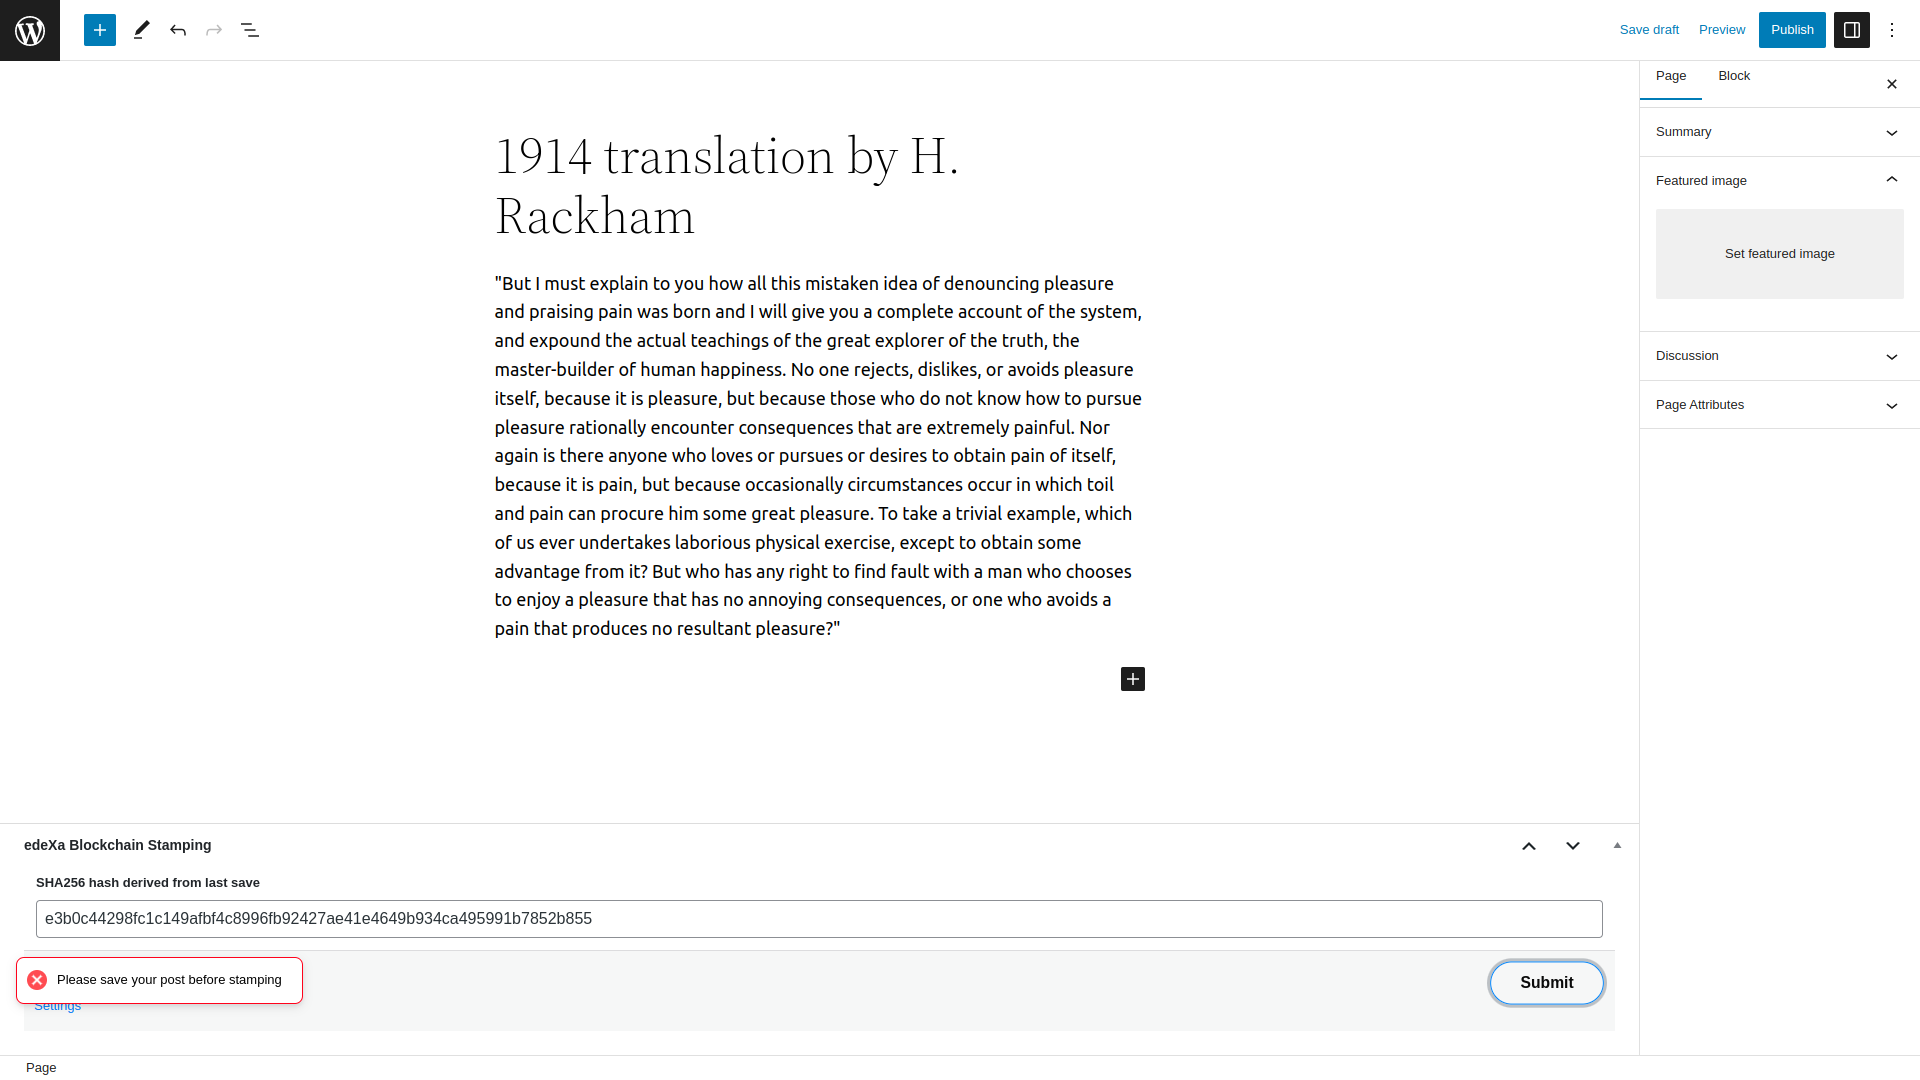 Save draft
Preview
Publish
Page
Block
Summary
Featured image
Set featured image
Discussion
Page Attributes
1914 translation by H.
Rackham
"But I must explain to you how all this mistaken idea of denouncing pleasure
and praising pain was born and I will give you a complete account of the system,
and expound the actual teachings of the great explorer of the truth, the
master-builder of human happiness. No one rejects, dislikes, or avoids pleasure
itself, because it is pleasure, but because those who do not know how to pursue
pleasure rationally encounter consequences that are extremely painful. Nor
again is there anyone who loves or pursues or desires to obtain pain of itself,
because it is pain, but because occasionally circumstances occur in which toil
and pain can procure him some great pleasure. To take a trivial example, which
of us ever undertakes laborious physical exercise, except to obtain some
advantage from it? But who has any right to find fault with a man who chooses
to enjoy a pleasure that has no annoying consequences, or one who avoids a
pain that produces no resultant pleasure?"
edeXa Blockchain Stamping
SHA256 hash derived from last save
e3b0c44298fc1c149afbf4c8996fb92427ae41e4649b934ca495991b7852b855
Please save your post before stamping
Submit
Settings
Page